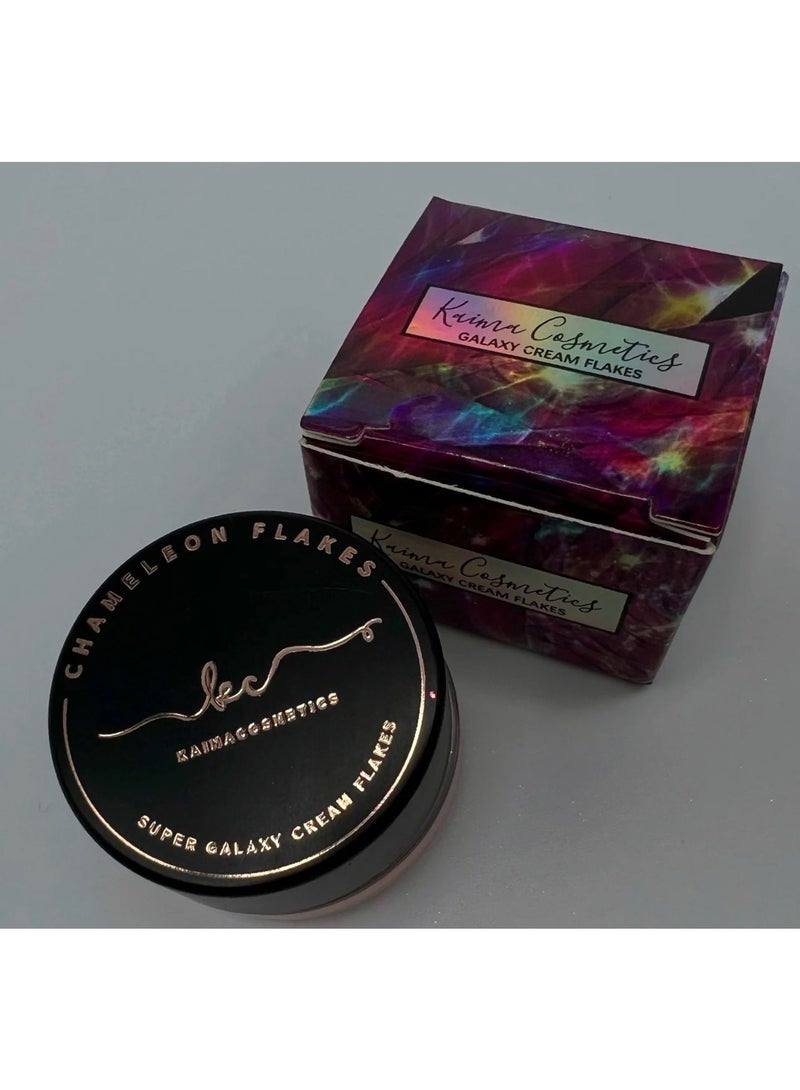 Kaima Cosmetics
GALAXY CREAM FLAKES
Kaima Cosmetics
GALAXY CREAM FLAKES
CHAMELEON FLAKES
kc
KAIMACOSMETICS
SUPER GALAXY CREAM FLAKES